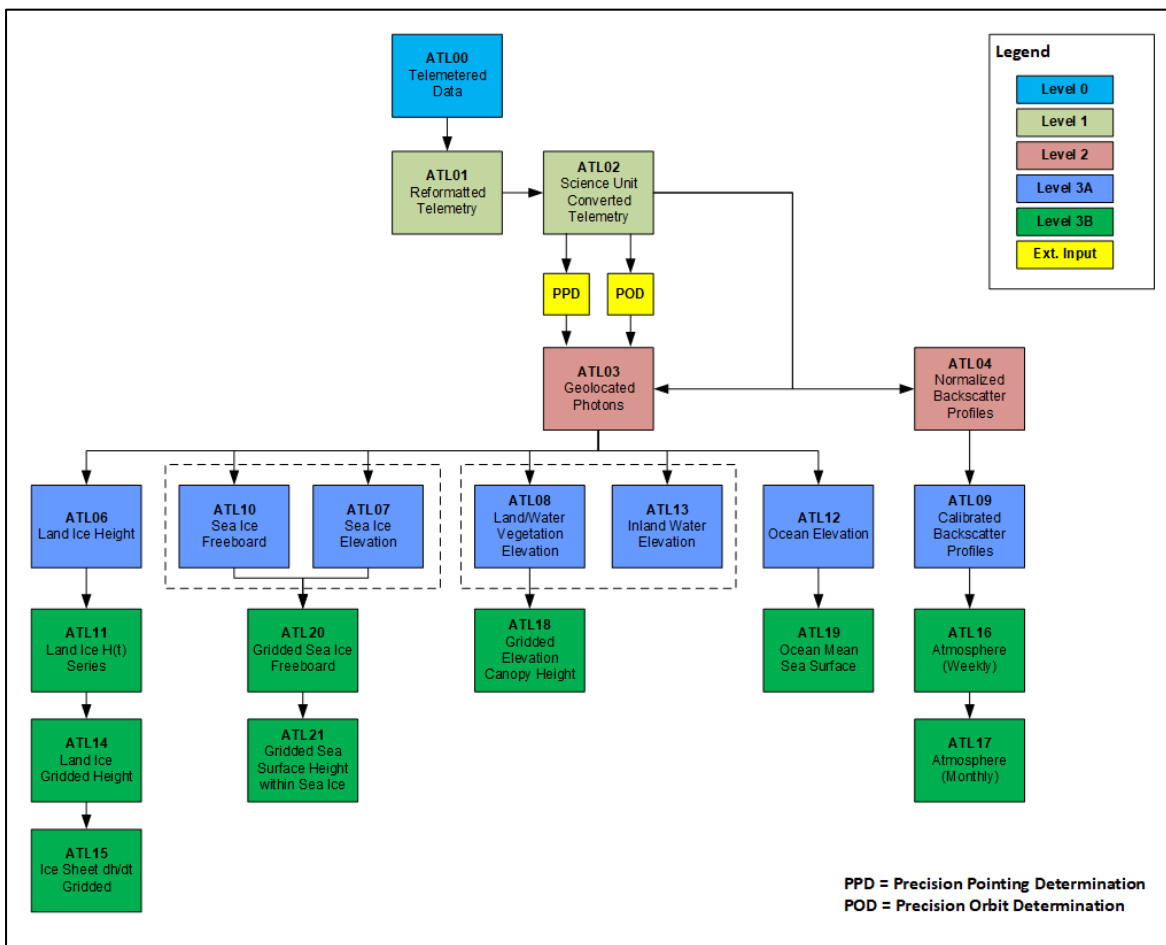 ATL00
Telemetered
Data
Legend
Level 0
Level 1
Level 2
Level 3A
Level 3B
Ext. Input
ATL01
Reformatted
Telemetry
ATL02
Science Unit
Converted
Telemetry
PPD
POD
ATL03
Geolocated
Photons
ATL04
Normalized
Backscatter
Profiles
ATL06
Land Ice Height
ATL10
Sea Ice
Freeboard
ATL07
Sea Ice
Elevation
ATL08
Land/Water
Vegetation
Elevation
ATL13
Inland Water
Elevation
ATL12
Ocean Elevation
ATL09
Calibrated
Backscatter
Profiles
ATL11
Land Ice H(t)
Series
ATL20
Gridded Sea Ice
Freeboard
ATL18
Gridded
Elevation
Canopy Height
ATL19
Ocean Mean
Sea Surface
ATL16
Atmosphere
(Weekly)
ATL14
Land Ice
Gridded Height
ATL21
Gridded Sea
Surface Height
within Sea Ice
ATL17
Atmosphere
(Monthly)
ATL15
Ice Sheet dh/dt
Gridded
PPD = Precision Pointing Determination
POD = Precision Orbit Determination